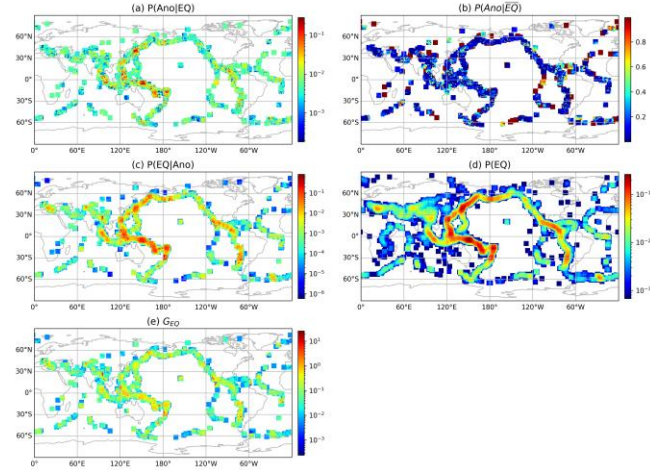 (a) P(Ano|EQ)
60°N
30°N
0°
30°S
60°S
0° 60°E 120°E 180° 120°W 60°W
10⁻¹
10⁻²
10⁻³
(b) P(Ano|E̅Q̅)
60°N
30°N
0°
30°S
60°S
0° 60°E 120°E 180° 120°W 60°W
0.8
0.6
0.4
0.2
(c) P(EQ|Ano)
60°N
30°N
0°
30°S
60°S
0° 60°E 120°E 180° 120°W 60°W
10⁻¹
10⁻²
10⁻³
10⁻⁴
10⁻⁵
10⁻⁶
(d) P(EQ)
60°N
30°N
0°
30°S
60°S
0° 60°E 120°E 180° 120°W 60°W
10⁻¹
10⁻²
(e) G_EQ
60°N
30°N
0°
30°S
60°S
0° 60°E 120°E 180° 120°W 60°W
10¹
10⁰
10⁻¹
10⁻²
10⁻³